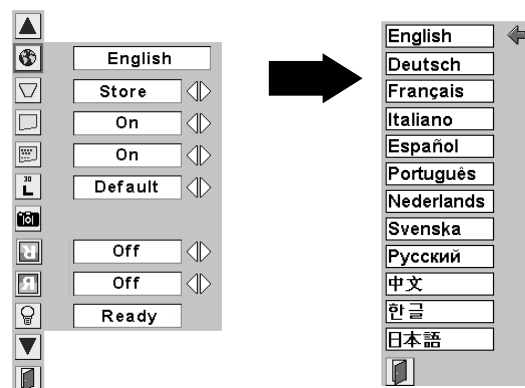 English
Store
On
On
30
L
Default
Off
Off
Ready
English
Deutsch
Français
Italiano
Español
Português
Nederlands
Svenska
Русский
中文
한글
日本語